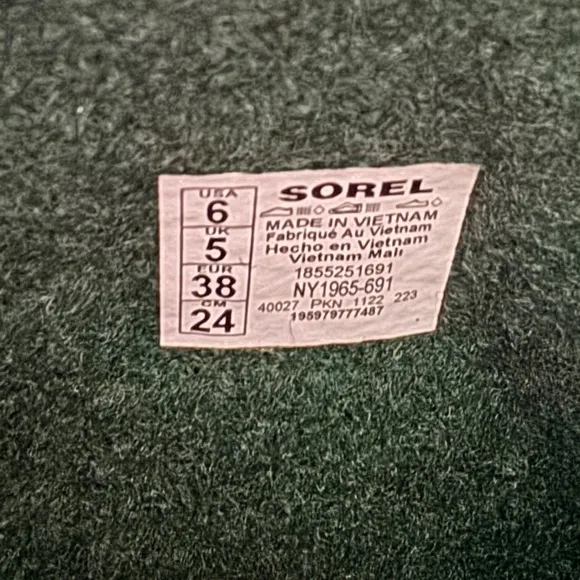 USA
6
UK
5
EUR
38
CM
24
SOREL
MADE IN VIETNAM
Fabriqué Au Vietnam
Hecho en Vietnam
Vietnam Malı
1855251691
NY1965-691
40027 PKN 1122 223
195979777487